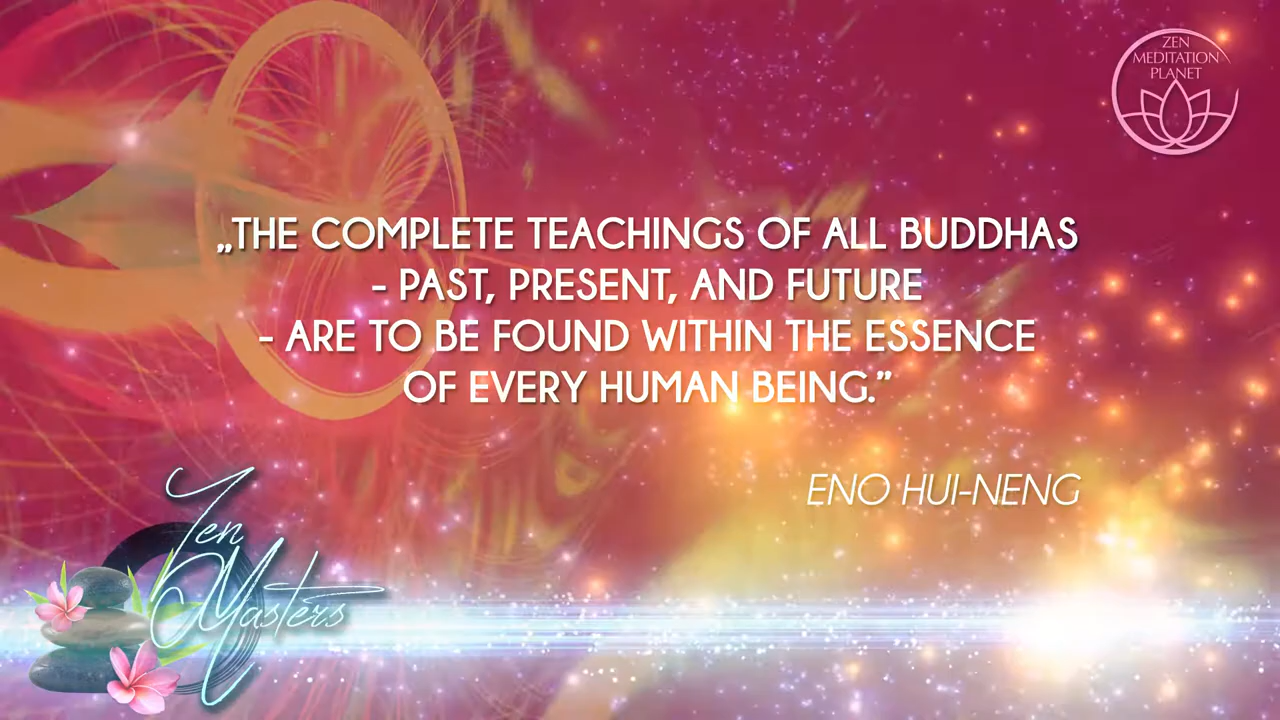 ZEN
MEDITATION
PLANET
„THE COMPLETE TEACHINGS OF ALL BUDDHAS
- PAST, PRESENT, AND FUTURE
- ARE TO BE FOUND WITHIN THE ESSENCE
OF EVERY HUMAN BEING.”
ENO HUI-NENG
Zen
Masters